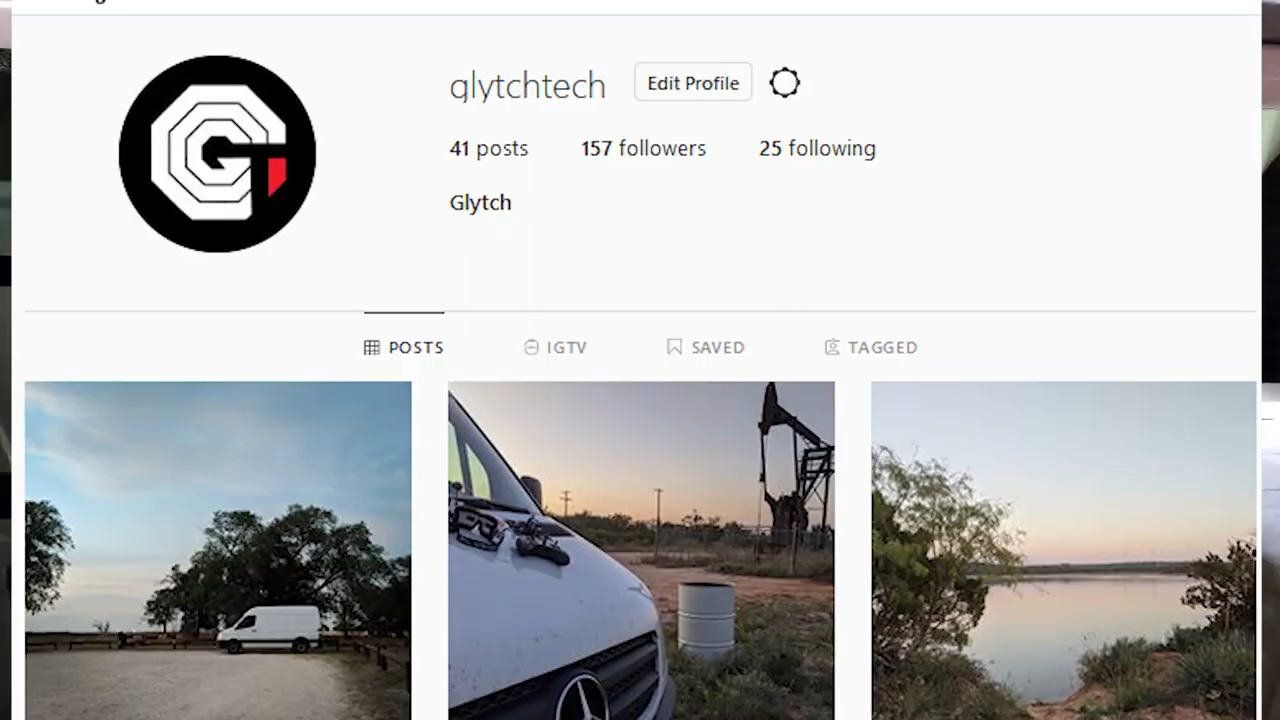 glytchtech Edit Profile
41 posts 157 followers 25 following
Glytch
POSTS IGTV SAVED TAGGED